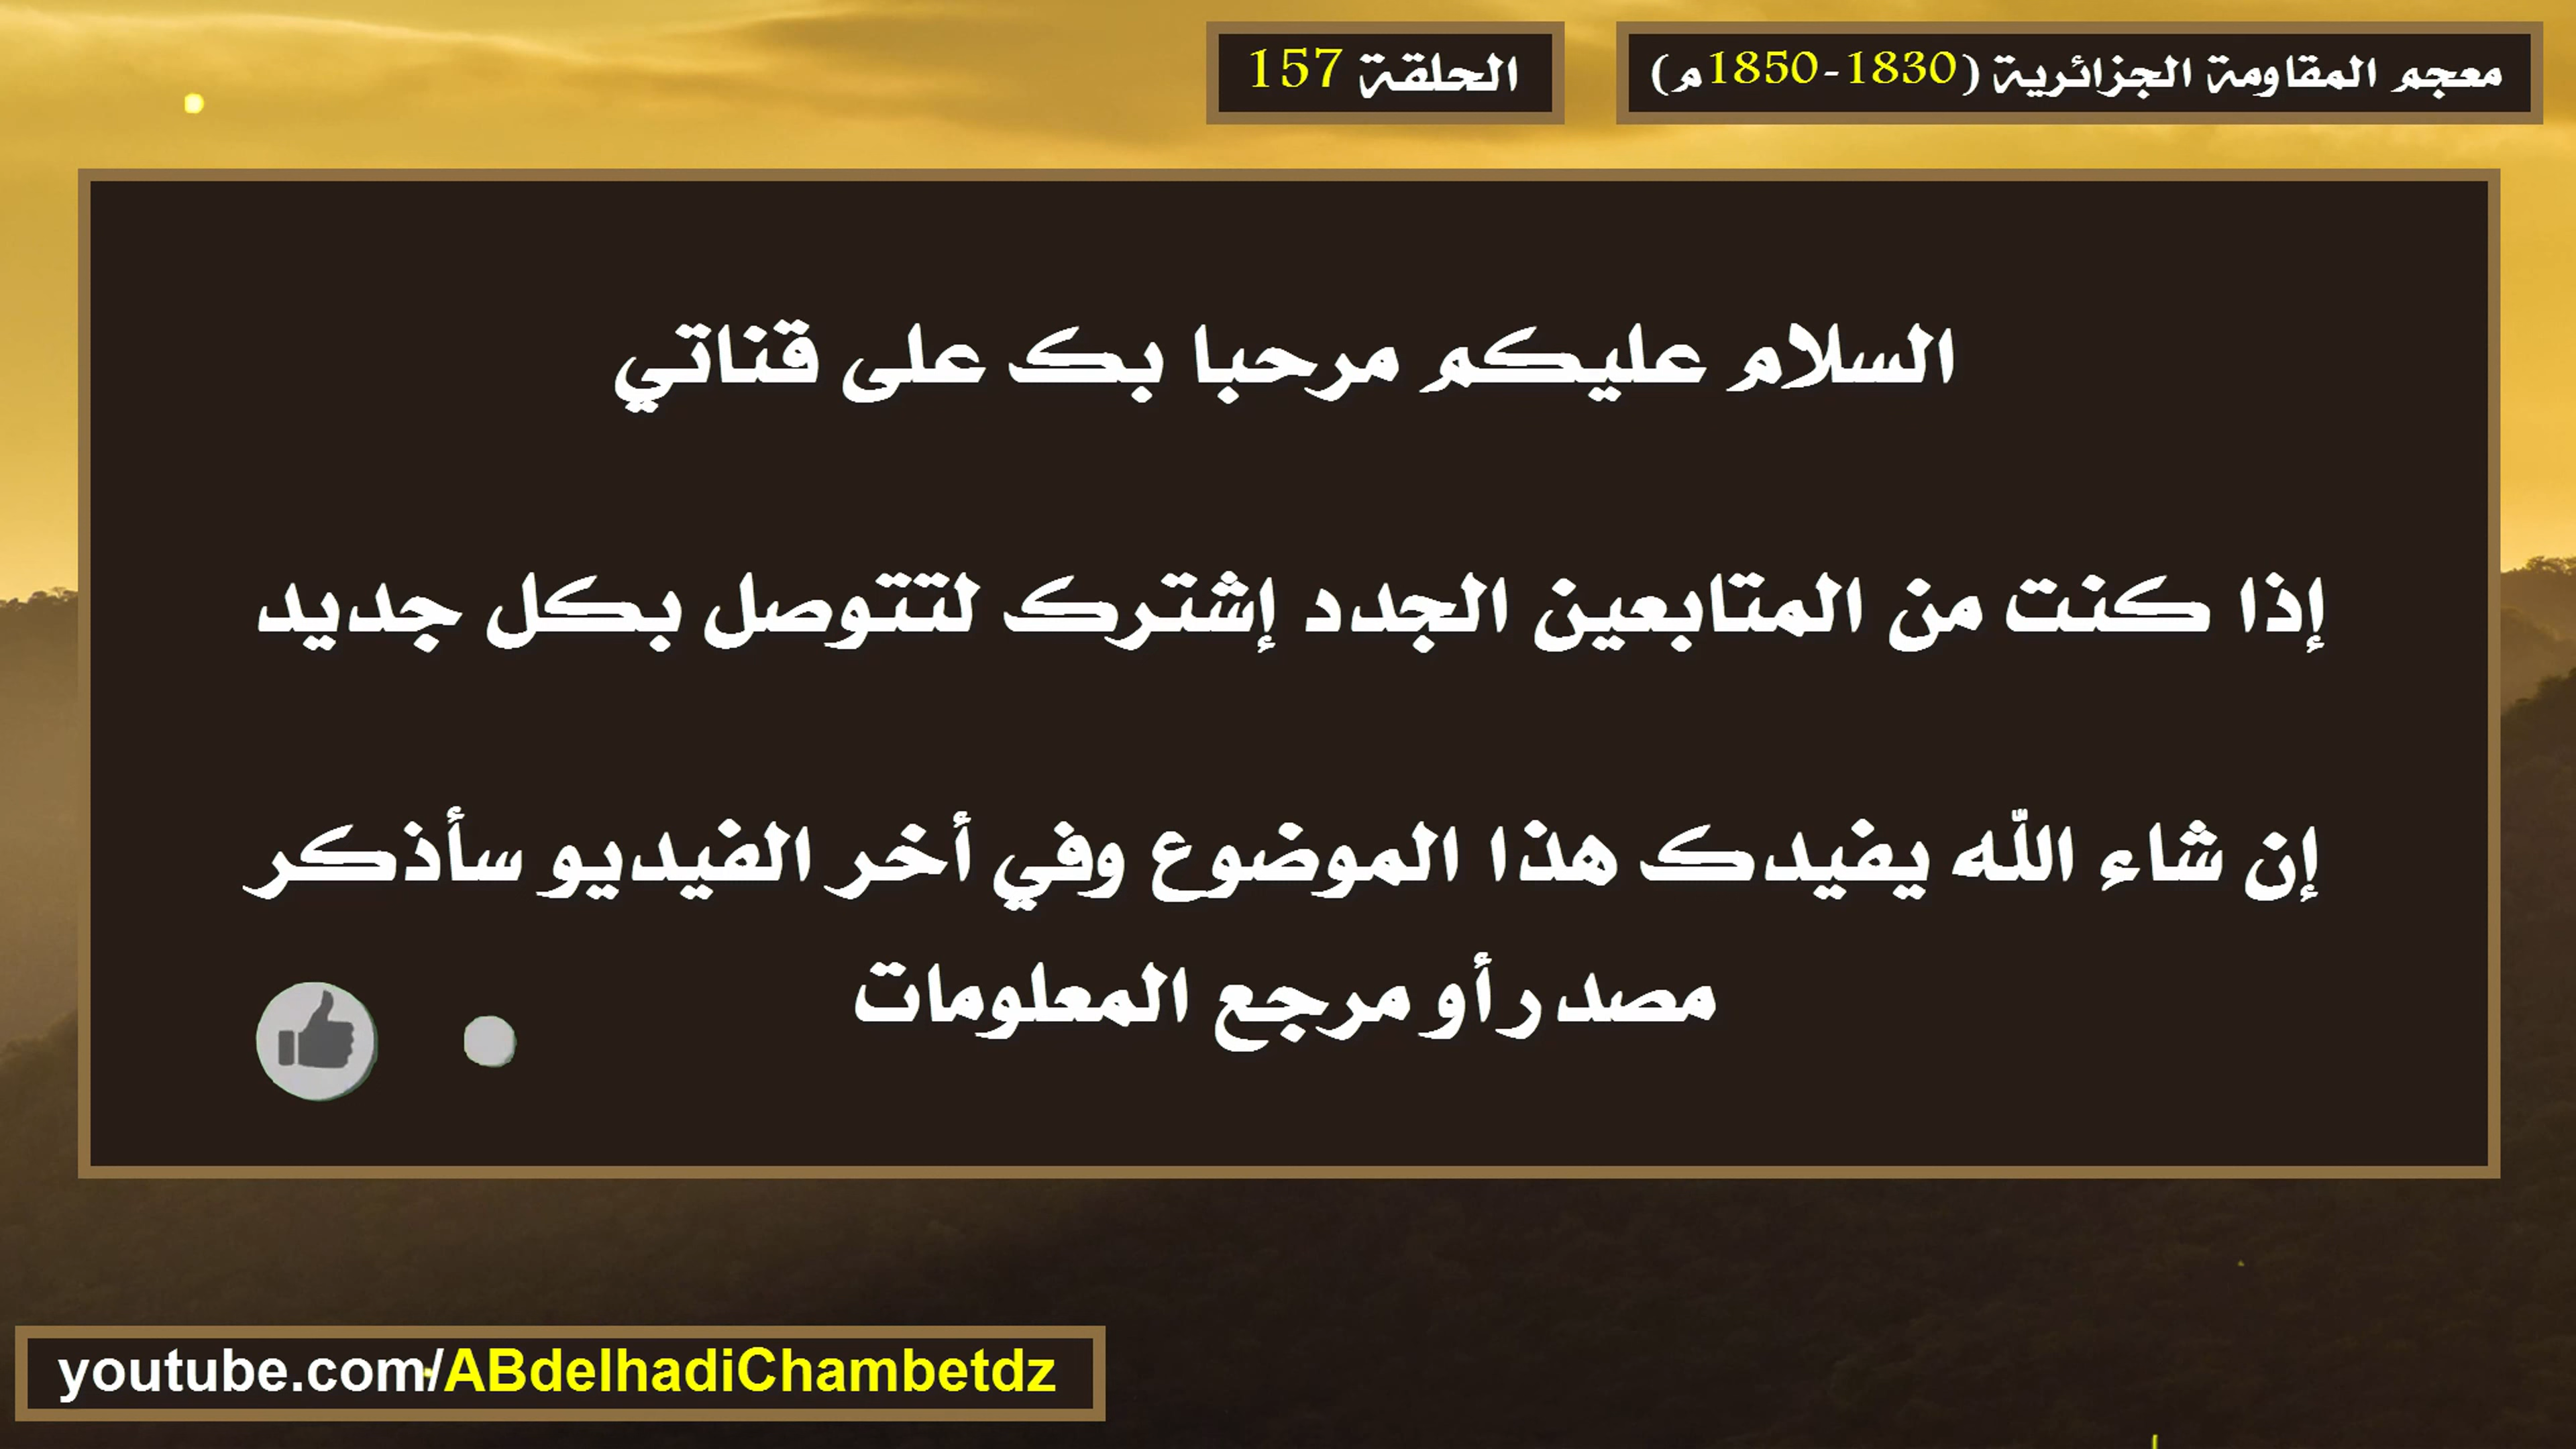 معجم المقاومة الجزائرية (1830-1850م)
الحلقة 157
السلام عليكم مرحبا بك على قناتي
إذا كنت من المتابعين الجدد إشترك لتتوصل بكل جديد
إن شاء الله يفيدك هذا الموضوع وفي أخر الفيديو سأذكر
مصدر أو مرجع المعلومات
youtube.com/ABdelhadiChambetdz